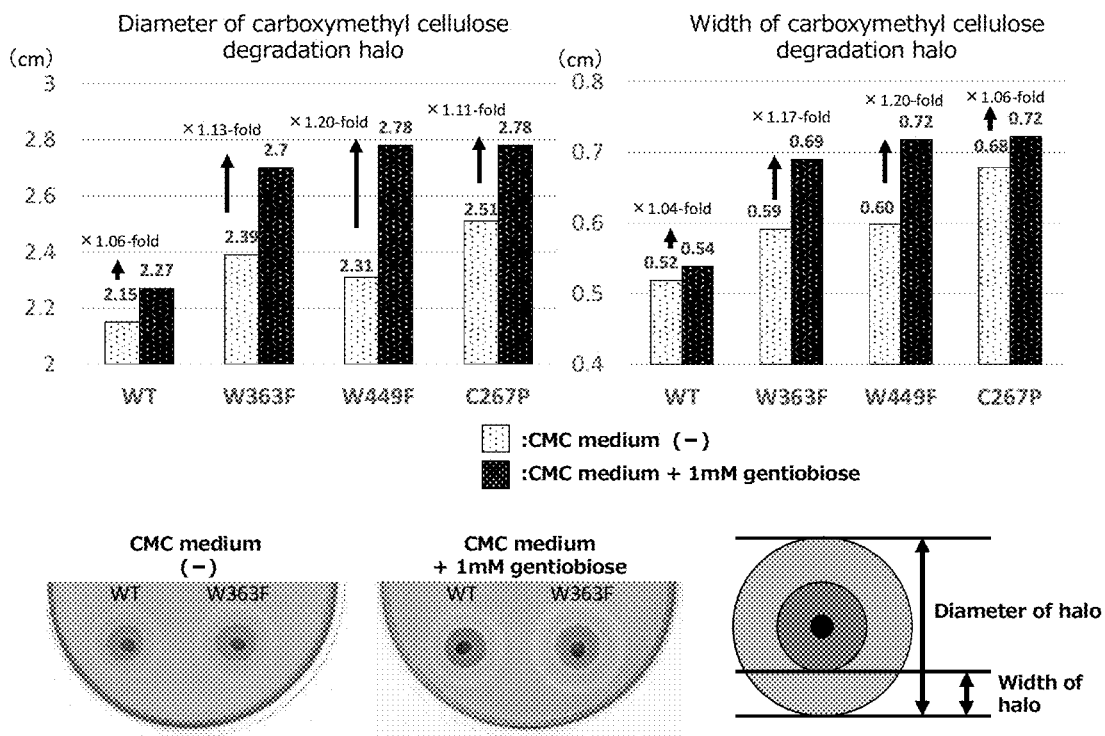 Diameter of carboxymethyl cellulose
degradation halo
(cm)
3
2.8
2.6
2.4
2.2
2
× 1.06-fold
2.15
2.27
× 1.13-fold
2.39
2.7
× 1.20-fold
2.31
2.78
× 1.11-fold
2.51
2.78
WT W363F W449F C267P
Width of carboxymethyl cellulose
degradation halo
(cm)
0.8
0.7
0.6
0.5
0.4
× 1.04-fold
0.52
0.54
× 1.17-fold
0.59
0.69
× 1.20-fold
0.60
0.72
× 1.06-fold
0.68
0.72
WT W363F W449F C267P
:CMC medium (−)
:CMC medium + 1mM gentiobiose
CMC medium
(−)
WT W363F
CMC medium
+ 1mM gentiobiose
WT W363F
Diameter of halo
Width of
halo